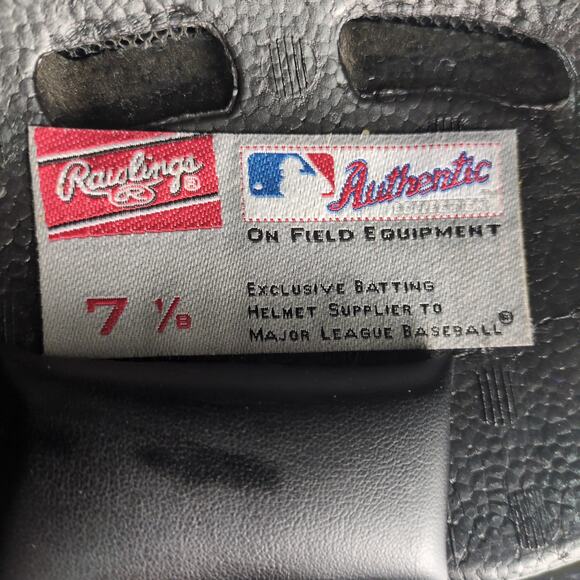 Rawlings®
R
Authentic
ON FIELD EQUIPMENT
7 1/8
EXCLUSIVE BATTING
HELMET SUPPLIER TO
MAJOR LEAGUE BASEBALL®